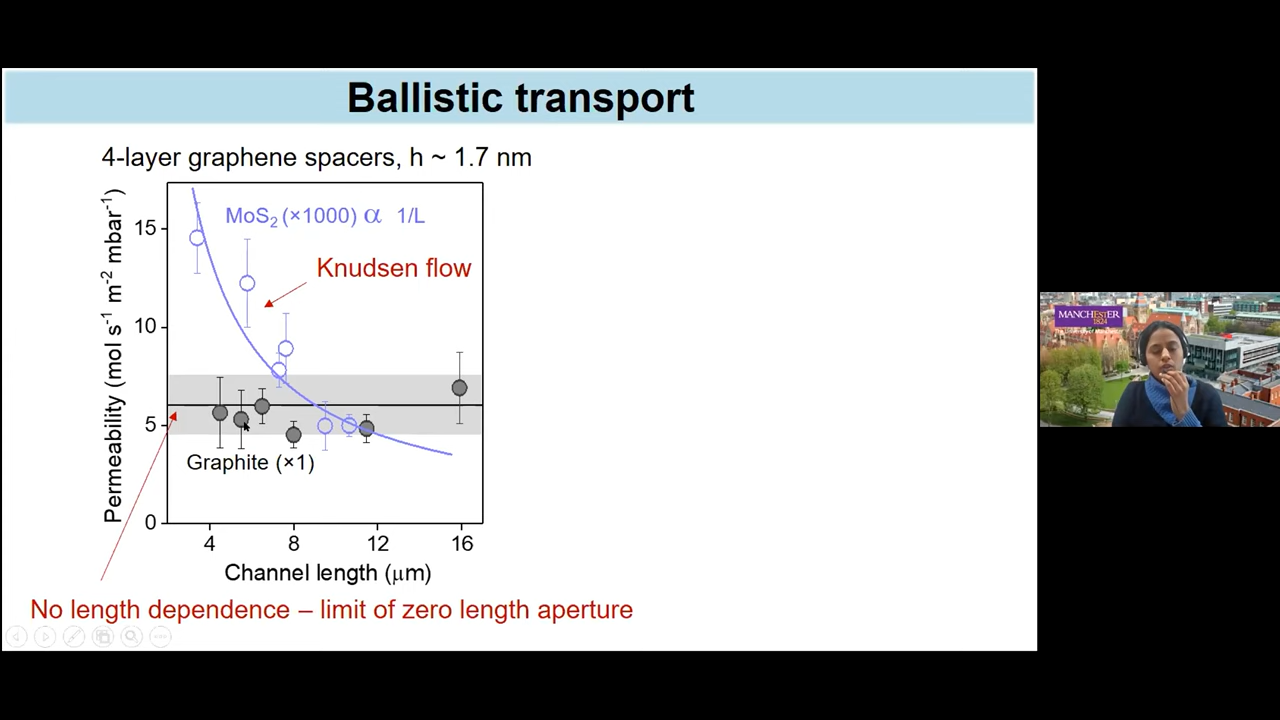 Ballistic transport
4-layer graphene spacers, h ~ 1.7 nm
MoS₂ (×1000) α 1/L
Knudsen flow
Permeability (mol s⁻¹ m⁻² mbar⁻¹)
15
10
5
0
Graphite (×1)
4 8 12 16
Channel length (μm)
No length dependence – limit of zero length aperture
MANCHESTER
1824